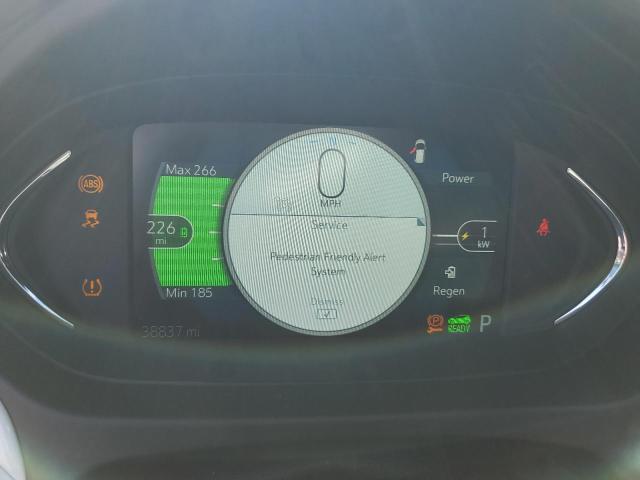 Max 266
226
mi
Min 185
38837 mi
ABS
0
MPH
Service
Pedestrian Friendly Alert
System
Dismiss
Power
1
kW
Regen
P
READY
P